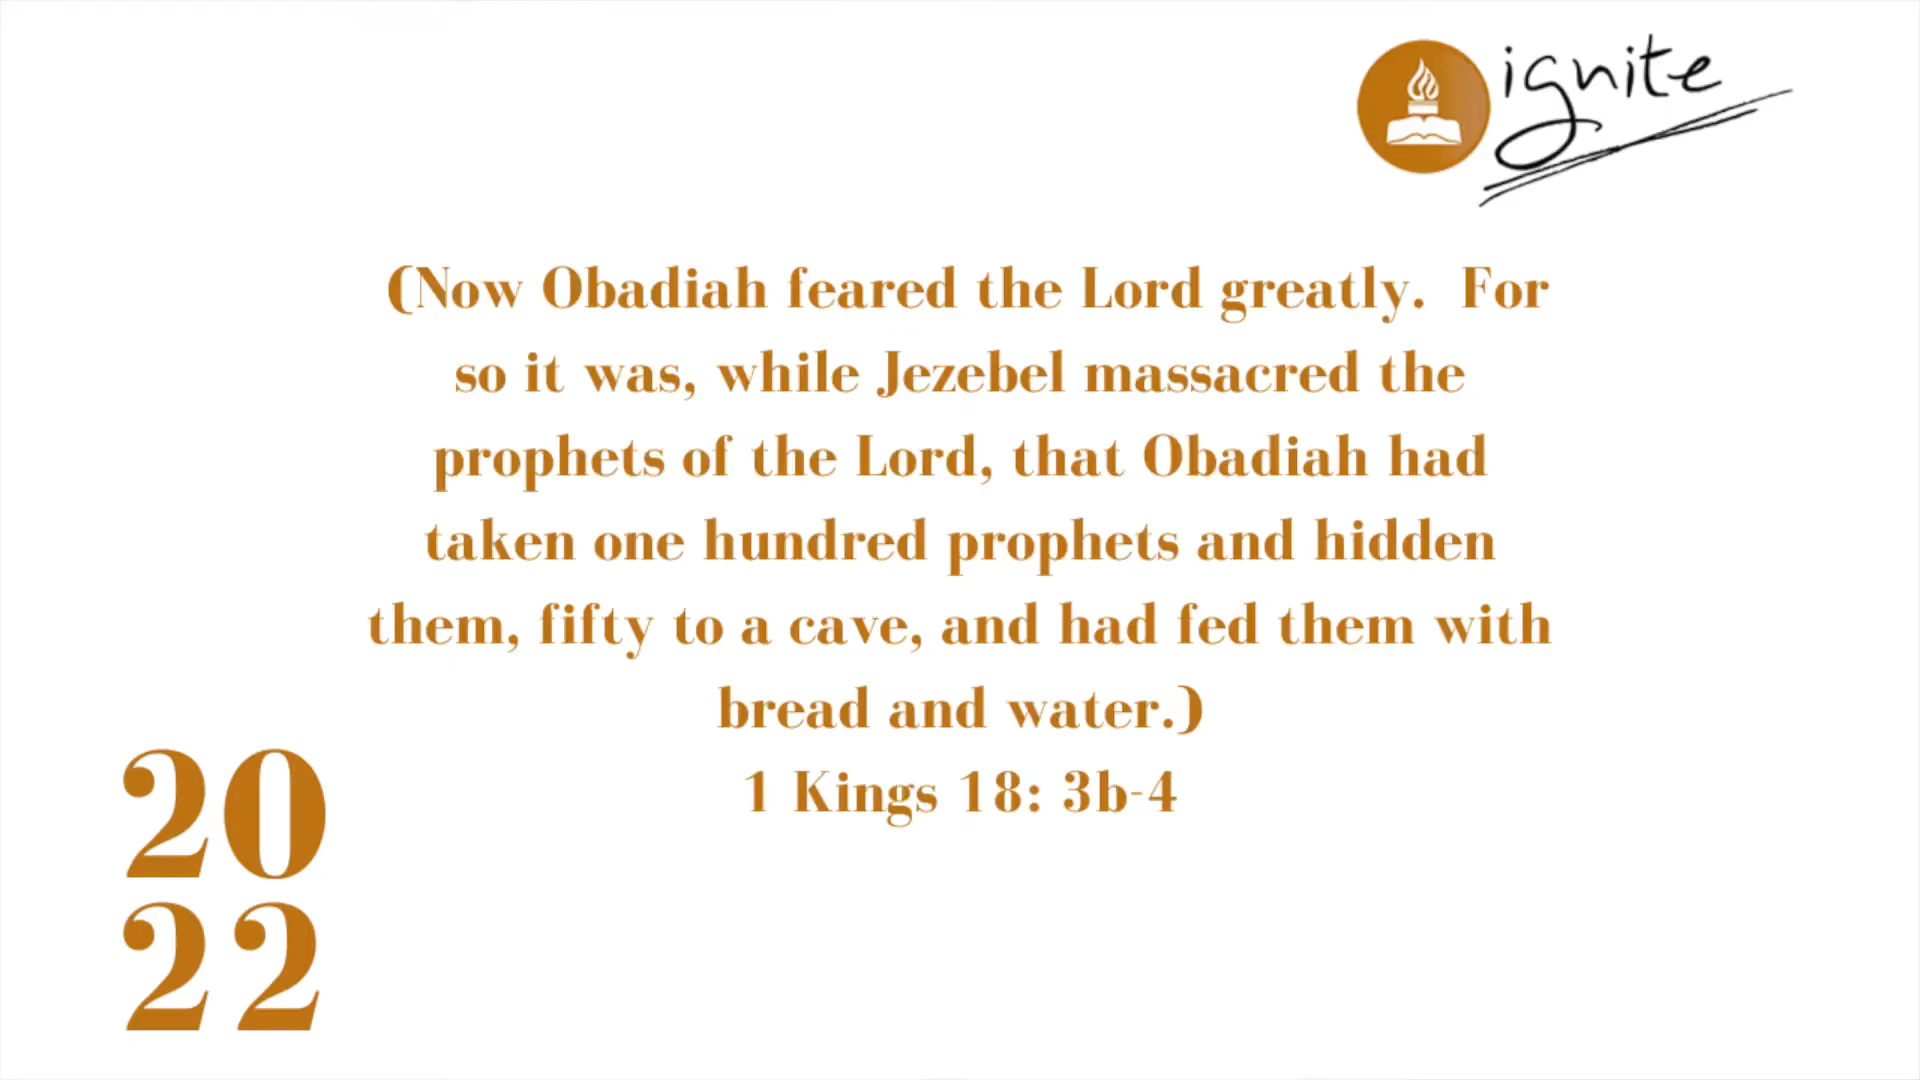 ignite
(Now Obadiah feared the Lord greatly.  For
so it was, while Jezebel massacred the
prophets of the Lord, that Obadiah had
taken one hundred prophets and hidden
them, fifty to a cave, and had fed them with
bread and water.)
1 Kings 18: 3b-4
20
22